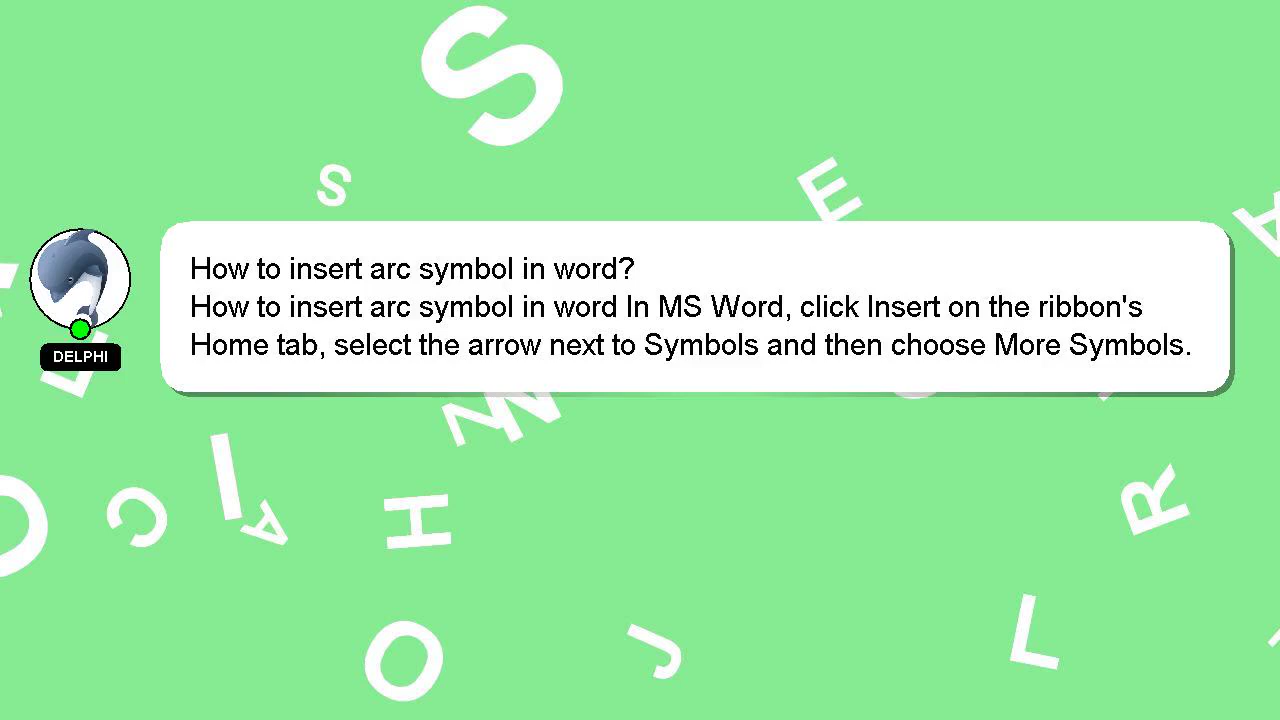 How to insert arc symbol in word?
How to insert arc symbol in word In MS Word, click Insert on the ribbon's
Home tab, select the arrow next to Symbols and then choose More Symbols.
DELPHI
S
S
E
A
N
N
I
C
A
H
O
J
R
L